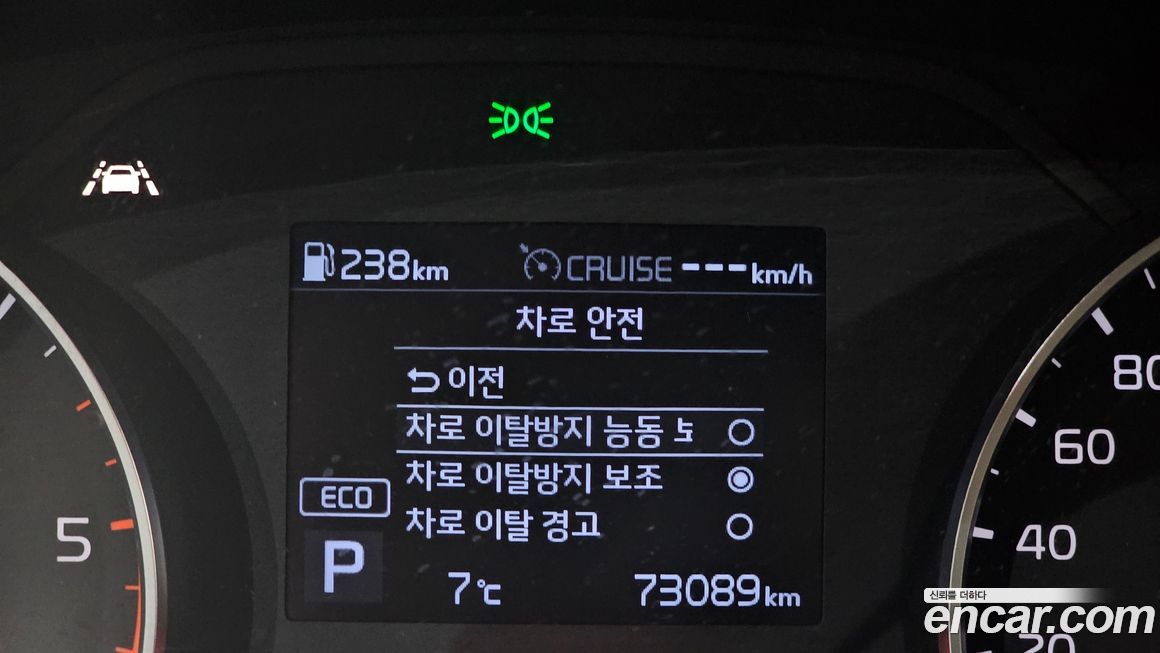 238km CRUISE ---km/h
차로 안전
이전
차로 이탈방지 능동 보
차로 이탈방지 보조
ECO
차로 이탈 경고
P
7℃ 73089km
5
80
60
40
20
신뢰를 더하다
encar.com